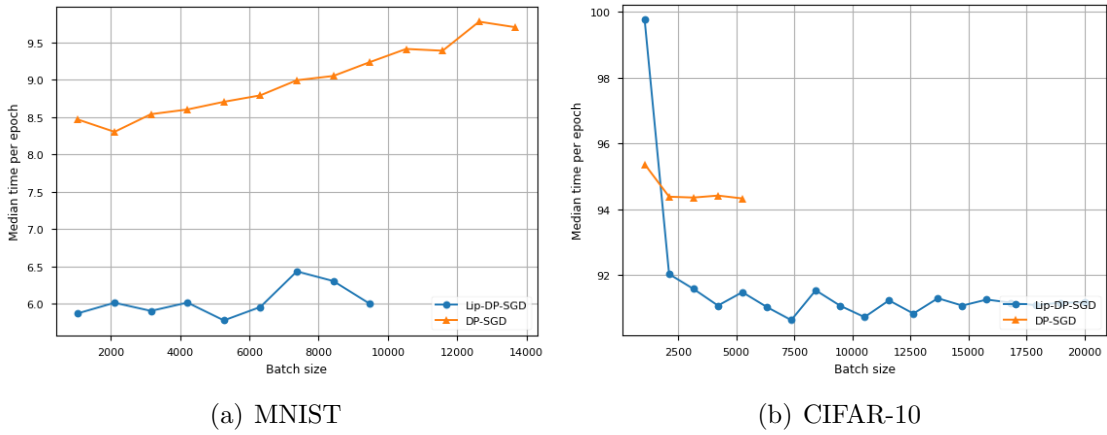 9.5
9.0
8.5
8.0
7.5
7.0
6.5
6.0
Median time per epoch
2000 4000 6000 8000 10000 12000 14000
Batch size
Lip-DP-SGD
DP-SGD
(a) MNIST
100
98
96
94
92
Median time per epoch
2500 5000 7500 10000 12500 15000 17500 20000
Batch size
Lip-DP-SGD
DP-SGD
(b) CIFAR-10